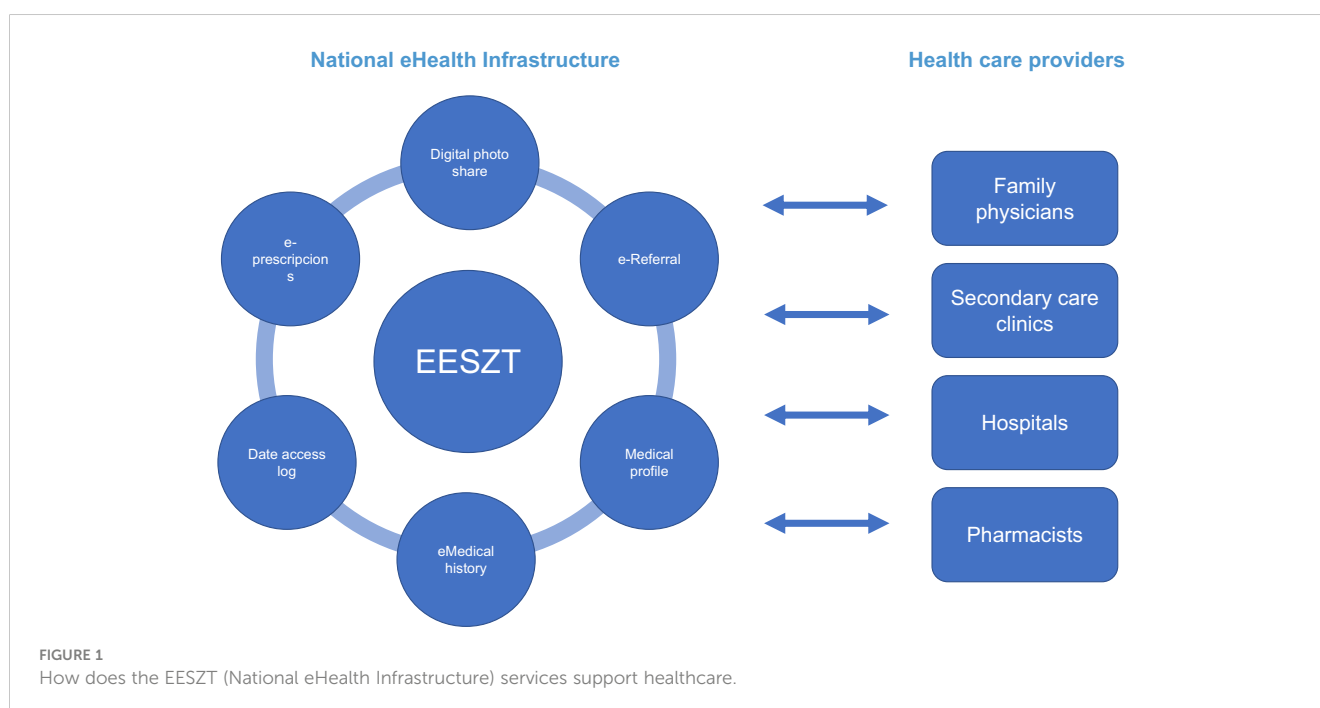 National eHealth Infrastructure
Health care providers
Digital photo
share
e-
prescripcion
s
e-Referral
EESZT
Date access
log
Medical
profile
eMedical
history
Family
physicians
Secondary care
clinics
Hospitals
Pharmacists
FIGURE 1
How does the EESZT (National eHealth Infrastructure) services support healthcare.